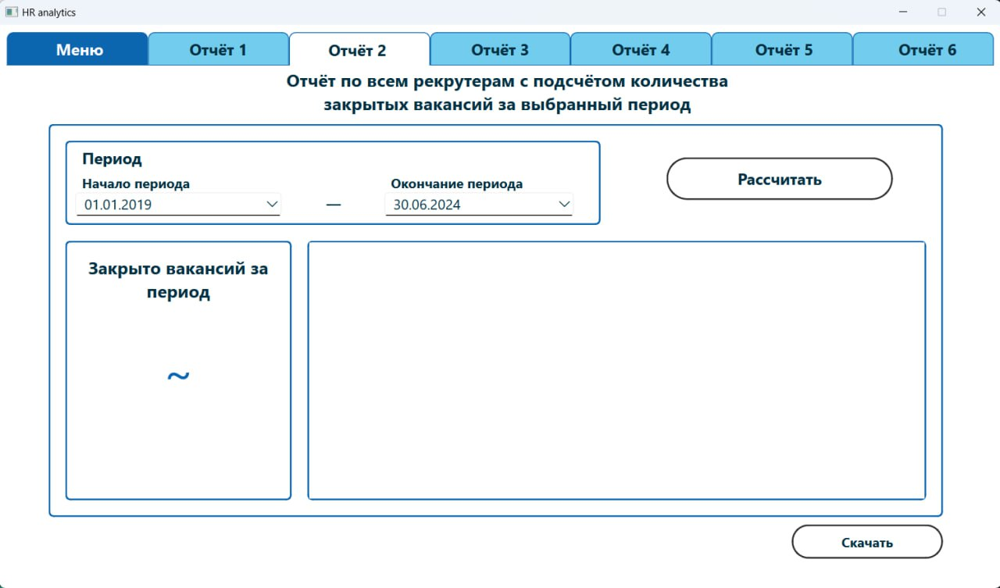 HR analytics
Меню
Отчёт 1
Отчёт 2
Отчёт 3
Отчёт 4
Отчёт 5
Отчёт 6
Отчёт по всем рекрутерам с подсчётом количества
закрытых вакансий за выбранный период
Период
Начало периода
Окончание периода
01.01.2019
—
30.06.2024
Рассчитать
Закрыто вакансий за
период
~
Скачать